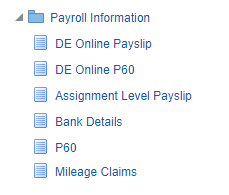 Payroll Information
DE Online Payslip
DE Online P60
Assignment Level Payslip
Bank Details
P60
Mileage Claims